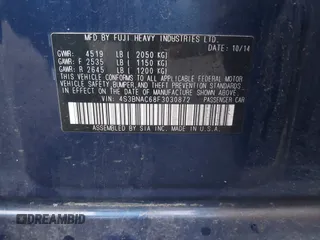 MFD BY FUJI HEAVY INDUSTRIES LTD.
DATE: 10/14
GVWR: 4519 LB ( 2050 KG)
GAWR: F 2535 LB ( 1150 KG)
GAWR: R 2645 LB ( 1200 KG)
THIS VEHICLE CONFORMS TO ALL APPLICABLE FEDERAL MOTOR
VEHICLE SAFETY, BUMPER, AND THEFT PREVENTION STANDARDS
IN EFFECT ON THE DATE OF MANUFACTURE SHOWN ABOVE.
VIN: 4S3BNAC68F3030872 PASSENGER CAR
ASSEMBLED BY SIA INC. MADE IN U.S.A.
DREAMBID